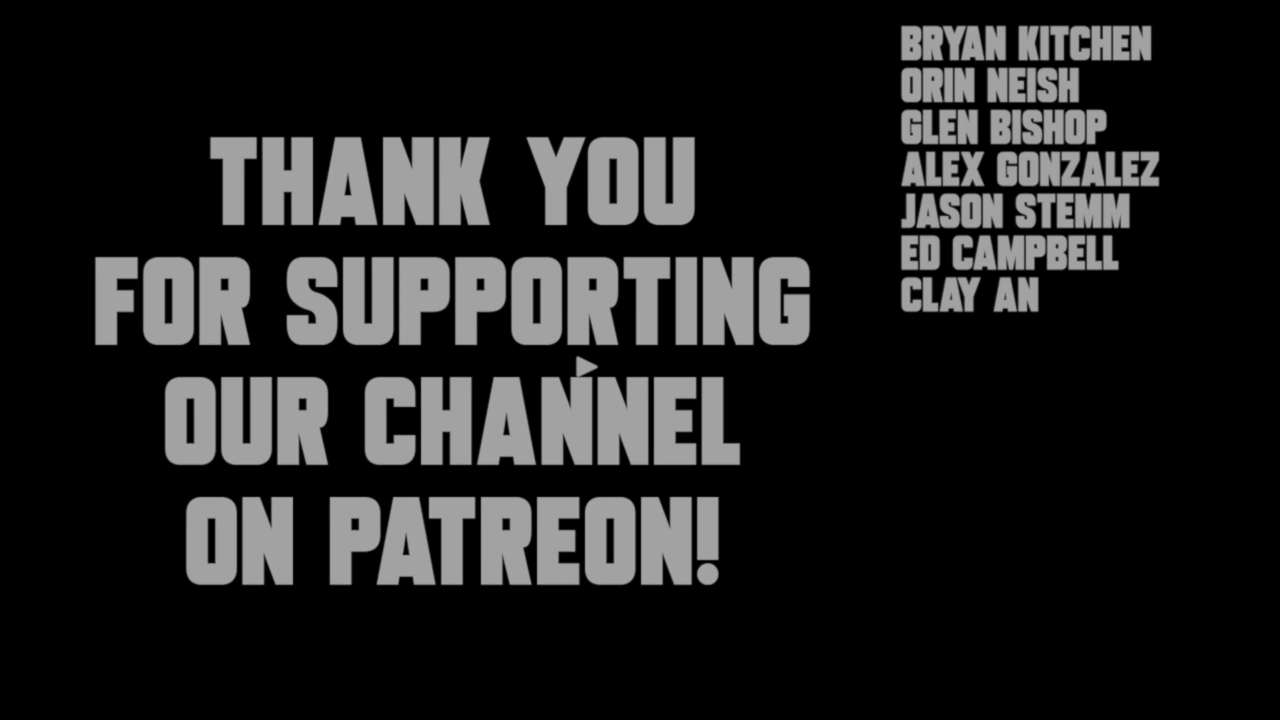 THANK YOU
FOR SUPPORTING
OUR CHANNEL
ON PATREON!
BRYAN KITCHEN
ORIN NEISH
GLEN BISHOP
ALEX GONZALEZ
JASON STEMM
ED CAMPBELL
CLAY AN